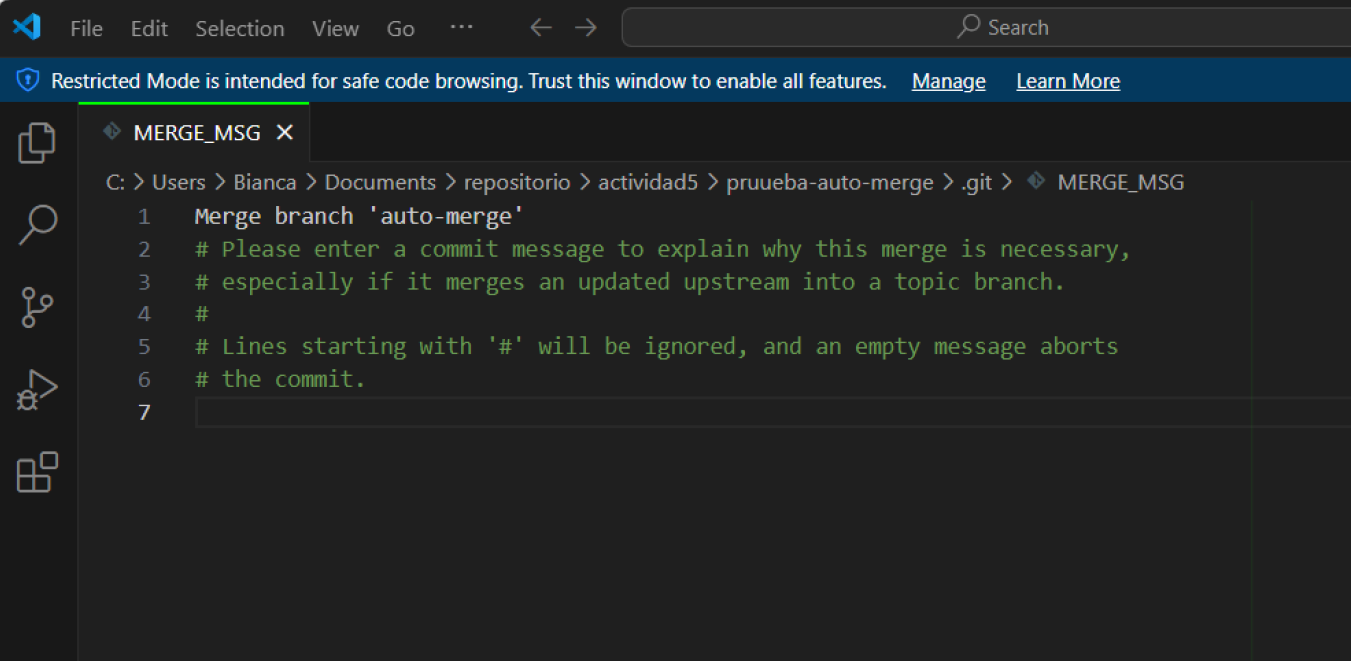 File Edit Selection View Go ··· Search
Restricted Mode is intended for safe code browsing. Trust this window to enable all features. Manage Learn More
MERGE_MSG
C: > Users > Bianca > Documents > repositorio > actividad5 > pruueba-auto-merge > .git > MERGE_MSG
1 Merge branch 'auto-merge'
2 # Please enter a commit message to explain why this merge is necessary,
3 # especially if it merges an updated upstream into a topic branch.
4 #
5 # Lines starting with '#' will be ignored, and an empty message aborts
6 # the commit.
7